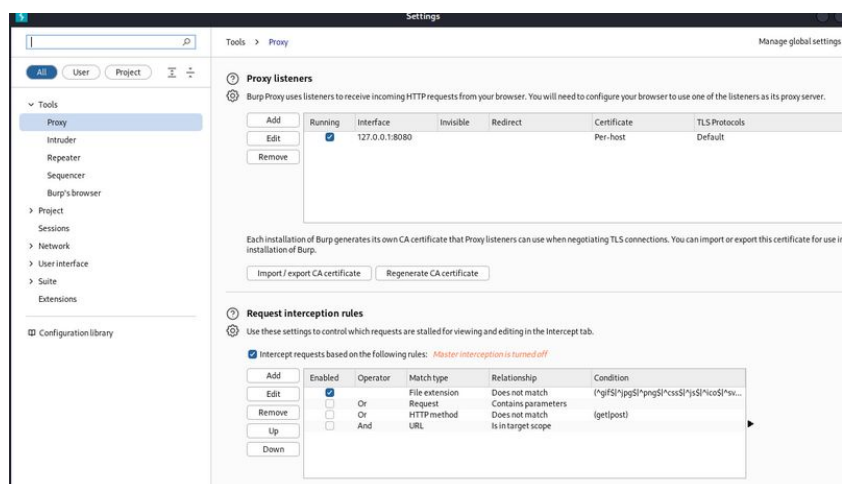 Settings
Tools > Proxy
Manage global settings
All User Project
Tools
Proxy
Intruder
Repeater
Sequencer
Burp's browser
Project
Sessions
Network
User interface
Suite
Extensions
Configuration library
Proxy listeners
Burp Proxy uses listeners to receive incoming HTTP requests from your browser. You will need to configure your browser to use one of the listeners as its proxy server.
Add
Edit
Remove
Running Interface Invisible Redirect Certificate TLS Protocols
127.0.0.1:8080 Per-host Default
Each installation of Burp generates its own CA certificate that Proxy listeners can use when negotiating TLS connections. You can import or export this certificate for use in
installation of Burp.
Import / export CA certificate Regenerate CA certificate
Request interception rules
Use these settings to control which requests are stalled for viewing and editing in the Intercept tab.
Intercept requests based on the following rules: Master interception is turned off
Add
Edit
Remove
Up
Down
Enabled Operator Match type Relationship Condition
File extension Does not match (^gif$|^jpg$|^png$|^css$|^js$|^ico$|^sv...
Or Request Contains parameters
Or HTTP method Does not match (get|post)
And URL Is in target scope